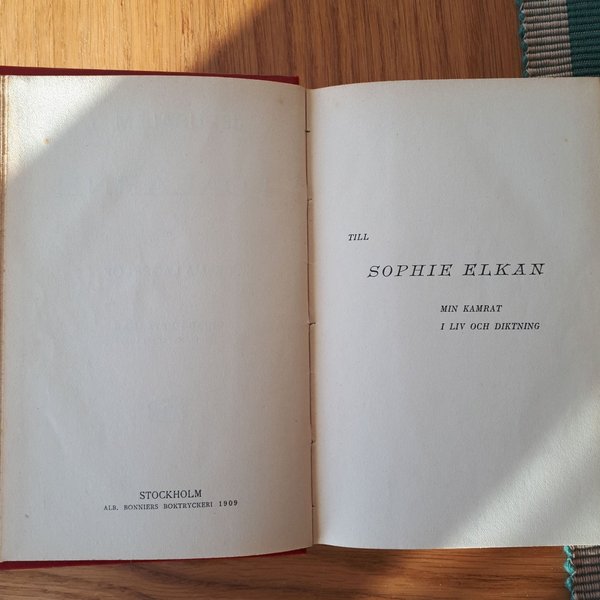 STOCKHOLM
ALB. BONNIERS BOKTRYCKERI 1909
TILL
SOPHIE ELKAN
MIN KAMRAT
I LIV OCH DIKTNING